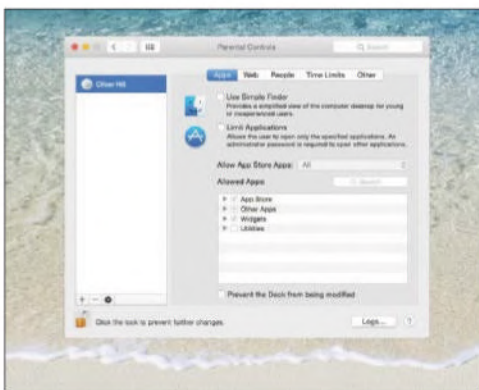 Parental Controls
Search
Apps Web People Time Limits Other
Oliver Hill
Use Simple Finder
Provides a simplified view of the computer desktop for young
or inexperienced users.
Limit Applications
Allows the user to open only the specified applications. An
administrator password is required to open other applications.
Allow App Store Apps: All
Allowed Apps:
Search
App Store
Other Apps
Widgets
Utilities
Prevent the Dock from being modified
Click the lock to prevent further changes.
Logs... ?